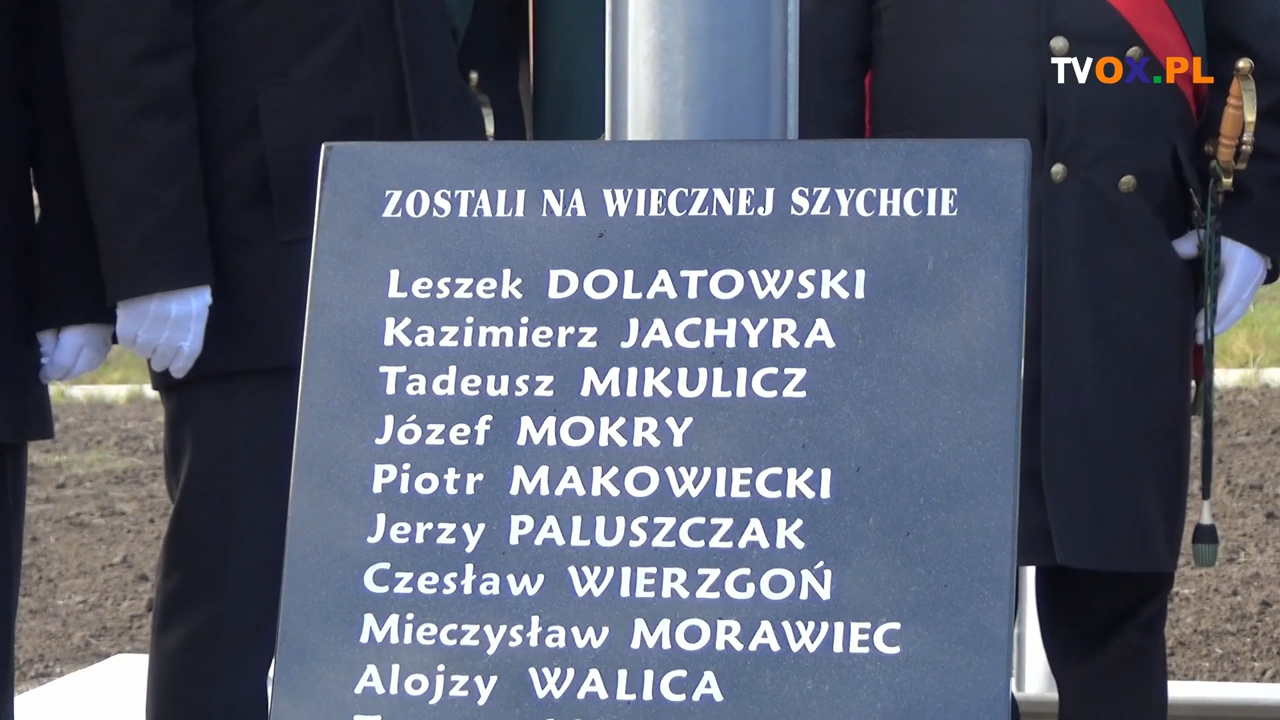 TVOX.PL
ZOSTALI NA WIECZNEJ SZYCHCIE
Leszek DOLATOWSKI
Kazimierz JACHYRA
Tadeusz MIKULICZ
Józef MOKRY
Piotr MAKOWIECKI
Jerzy PALUSZCZAK
Czesław WIERZGOŃ
Mieczysław MORAWIEC
Alojzy WALICA